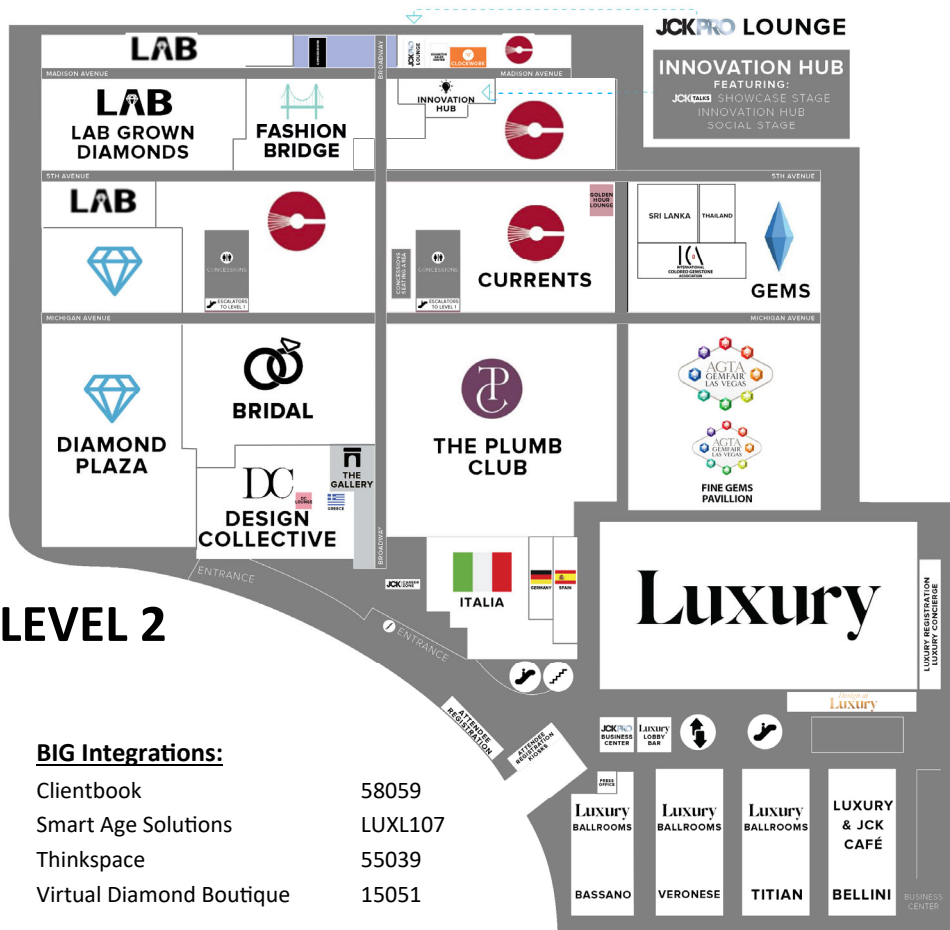 JCKPRO LOUNGE
INNOVATION HUB
FEATURING:
JCKTALKS SHOWCASE STAGE
INNOVATION HUB
SOCIAL STAGE
LAB
BROADWAY
JCKPRO
LOUNGE
CLOCKWORK
MADISON AVENUE
MADISON AVENUE
LAB
LAB GROWN
DIAMONDS
FASHION
BRIDGE
INNOVATION
HUB
5TH AVENUE
5TH AVENUE
LAB
CONCESSIONS
ESCALATORS
TO LEVEL 1
CONCESSIONS
SEATING AREA
CONCESSIONS
ESCALATORS
TO LEVEL 1
GOLDEN
HOUR
LOUNGE
CURRENTS
SRI LANKA
THAILAND
ICA
INTERNATIONAL
COLORED GEMSTONE
ASSOCIATION
GEMS
MICHIGAN AVENUE
MICHIGAN AVENUE
DIAMOND
PLAZA
BRIDAL
TPC
THE PLUMB
CLUB
AGTA
GEMFAIR
LAS VEGAS
AGTA
GEMFAIR
LAS VEGAS
FINE GEMS
PAVILLION
DC
DC
LOUNGE
GREECE
DESIGN
COLLECTIVE
THE
GALLERY
BROADWAY
ENTRANCE
JCK CAREER
ZONE
ITALIA
GERMANY
SPAIN
ENTRANCE
Luxury
LUXURY REGISTRATION
LUXURY CONCIERGE
Design at
Luxury
LEVEL 2
ATTENDEE
REGISTRATION
ATTENDEE
REGISTRATION
KIOSKS
JCKPRO
BUSINESS
CENTER
Luxury
LOBBY
BAR
PRESS
OFFICE
Luxury
BALLROOMS
BASSANO
Luxury
BALLROOMS
VERONESE
Luxury
BALLROOMS
TITIAN
LUXURY
& JCK
CAFÉ
BELLINI
BUSINESS
CENTER
BIG Integrations:
Clientbook 58059
Smart Age Solutions LUXL107
Thinkspace 55039
Virtual Diamond Boutique 15051